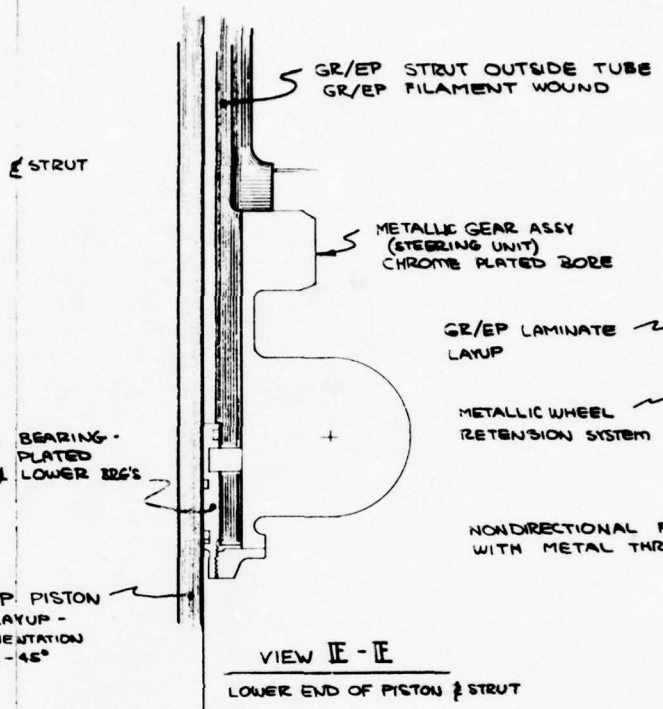 GR/EP STRUT OUTSIDE TUBE
GR/EP FILAMENT WOUND
℄ STRUT
METALLIC GEAR ASSY
(STEERING UNIT)
CHROME PLATED BORE
GR/EP LAMINATE
LAYUP
METALLIC WHEEL
RETENSION SYSTEM
BEARING -
PLATED
LOWER BRG'S
NONDIRECTIONAL
WITH METAL
PISTON
LAYUP -
- 45°
VIEW E - E
LOWER END OF PISTON & STRUT